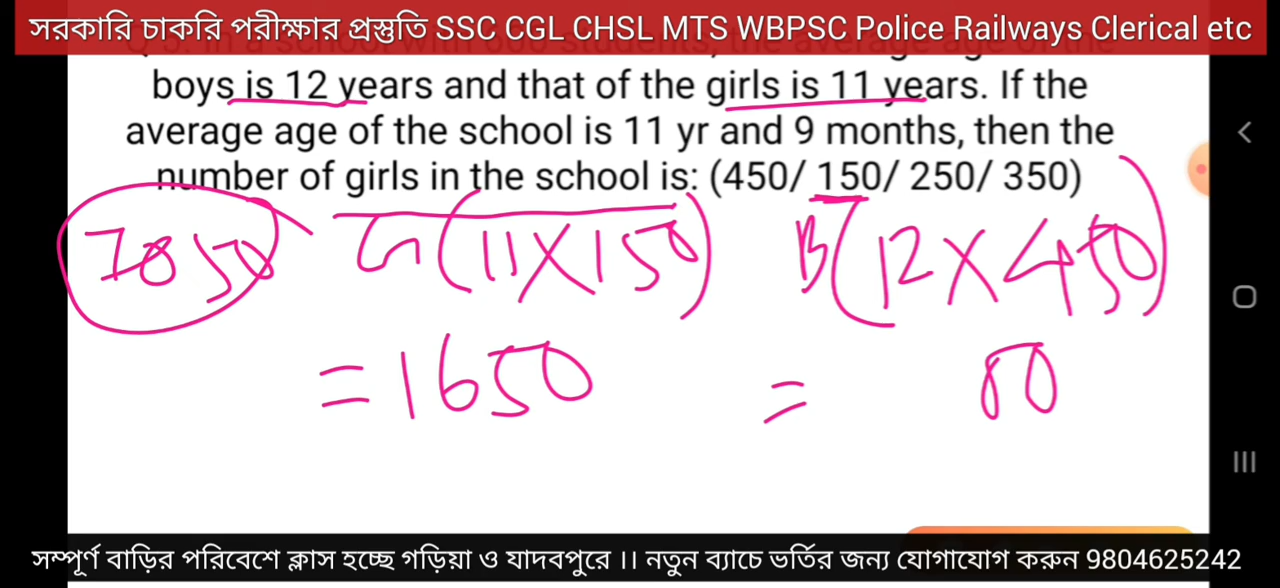 সরকারি চাকরি পরীক্ষার প্রস্তুতি SSC CGL CHSL MTS WBPSC Police Railways Clerical etc
boys is 12 years and that of the girls is 11 years. If the
average age of the school is 11 yr and 9 months, then the
number of girls in the school is: (450/ 150/ 250/ 350)
7050 G(11×150) B(12×450)
=1650 = 00
সম্পূর্ণ বাড়ির পরিবেশে ক্লাস হচ্ছে গড়িয়া ও যাদবপুরে ।। নতুন ব্যাচে ভর্তির জন্য যোগাযোগ করুন 9804625242